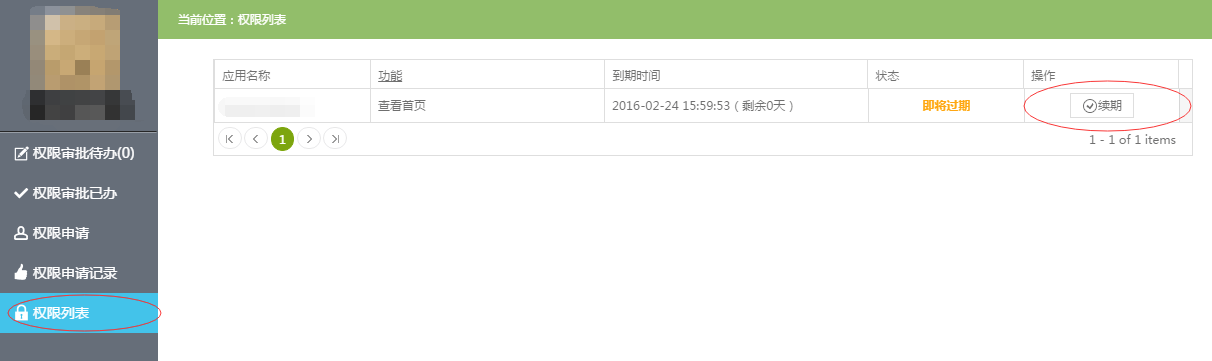 当前位置：权限列表
权限审批待办(0)
权限审批已办
权限申请
权限申请记录
权限列表
应用名称 功能 到期时间 状态 操作
查看首页 2016-02-24 15:59:53（剩余0天） 即将过期 续期
1 1 - 1 of 1 items